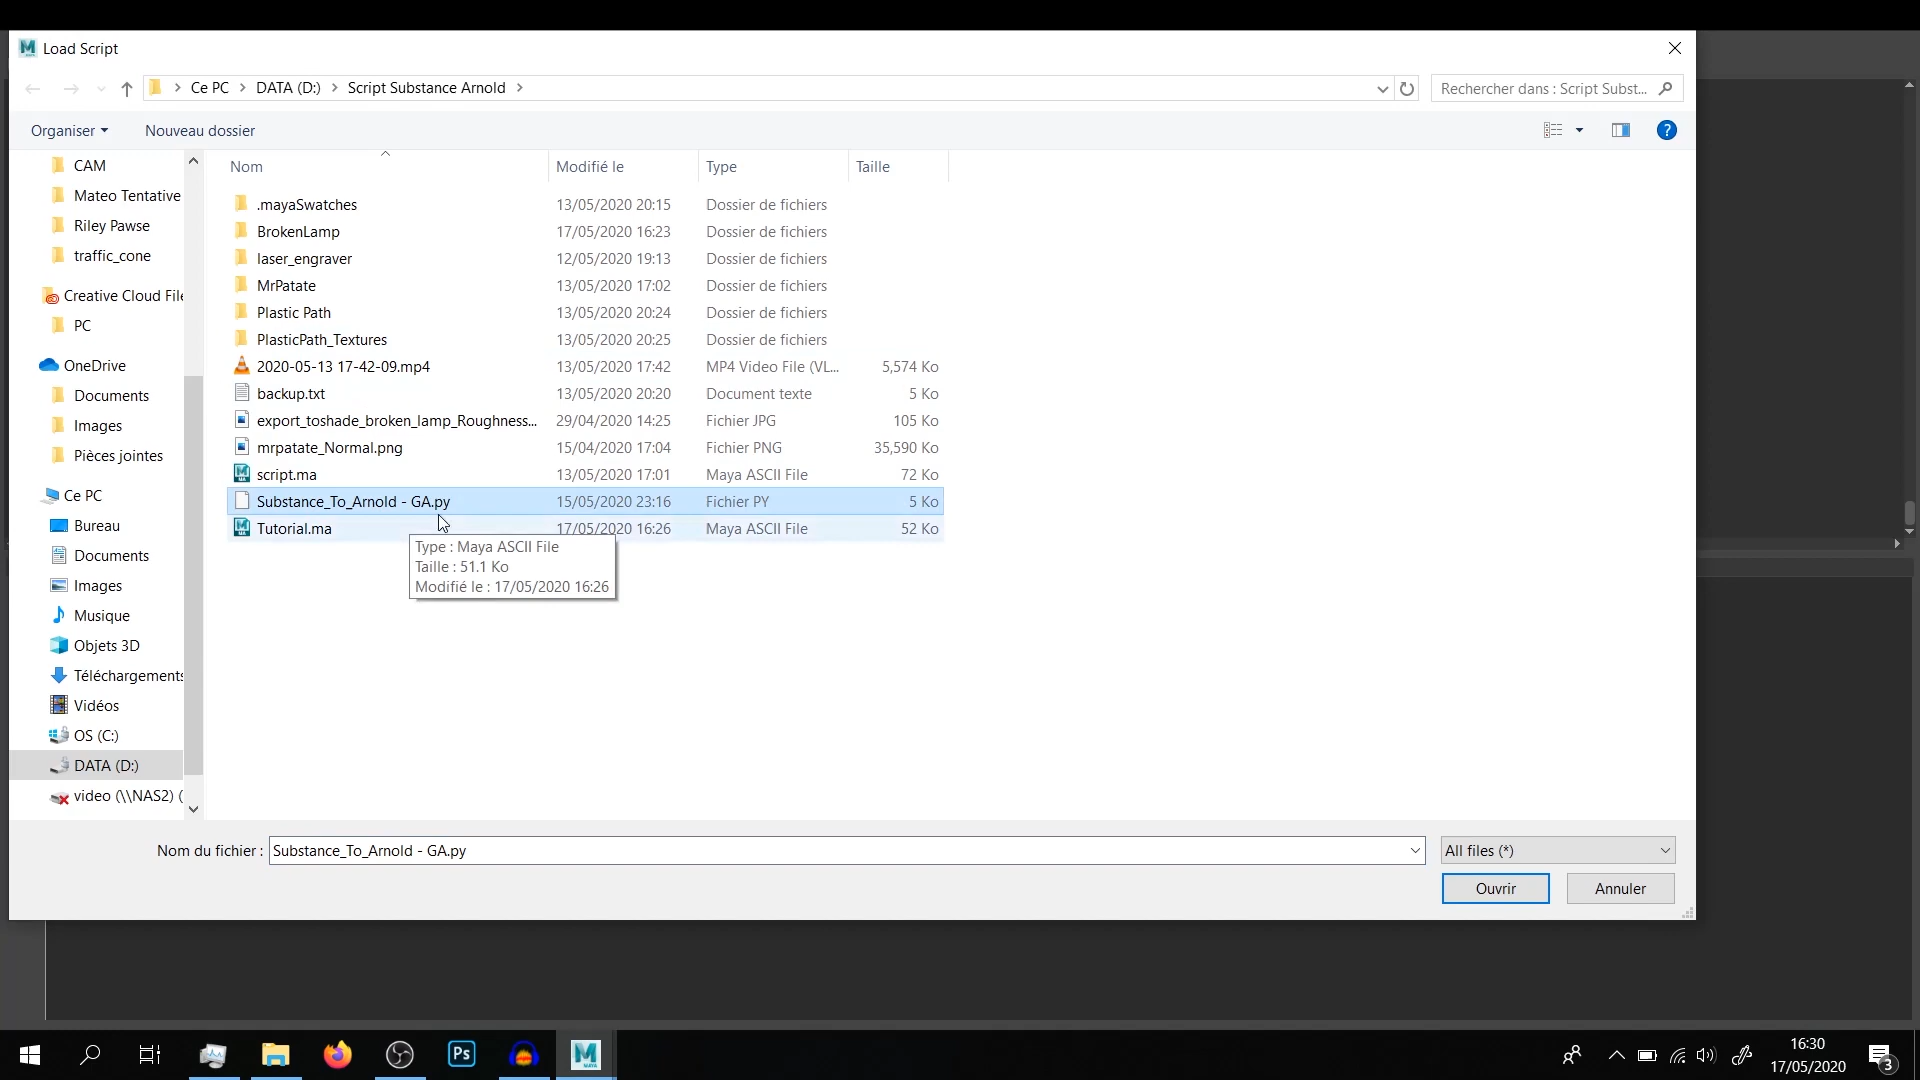 Load Script
Ce PC
DATA (D:)
Script Substance Arnold
Rechercher dans : Script Subst...
Organiser
Nouveau dossier
?
CAM
Mateo Tentative
Riley Pawse
traffic_cone
Creative Cloud File
PC
OneDrive
Documents
Images
Pièces jointes
Ce PC
Bureau
Documents
Images
Musique
Objets 3D
Téléchargements
Vidéos
OS (C:)
DATA (D:)
video (\\NAS2) (
Nom Modifié le Type Taille
.mayaSwatches 13/05/2020 20:15 Dossier de fichiers
BrokenLamp 17/05/2020 16:23 Dossier de fichiers
laser_engraver 12/05/2020 19:13 Dossier de fichiers
MrPatate 13/05/2020 17:02 Dossier de fichiers
Plastic Path 13/05/2020 20:24 Dossier de fichiers
PlasticPath_Textures 13/05/2020 20:25 Dossier de fichiers
2020-05-13 17-42-09.mp4 13/05/2020 17:42 MP4 Video File (VL... 5,574 Ko
backup.txt 13/05/2020 20:20 Document texte 5 Ko
export_toshade_broken_lamp_Roughness... 29/04/2020 14:25 Fichier JPG 105 Ko
mrpatate_Normal.png 15/04/2020 17:04 Fichier PNG 35,590 Ko
script.ma 13/05/2020 17:01 Maya ASCII File 72 Ko
Substance_To_Arnold - GA.py 15/05/2020 23:16 Fichier PY 5 Ko
Tutorial.ma 17/05/2020 16:26 Maya ASCII File 52 Ko
Type : Maya ASCII File
Taille : 51.1 Ko
Modifié le : 17/05/2020 16:26
Nom du fichier : Substance_To_Arnold - GA.py
All files (*)
Ouvrir
Annuler
Ps
M
16:30
17/05/2020
3